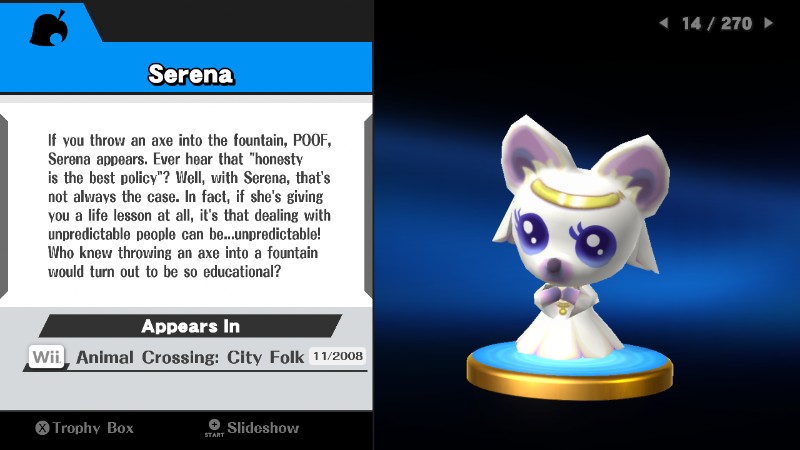 14 / 270
Serena
If you throw an axe into the fountain, POOF,
Serena appears. Ever hear that "honesty
is the best policy"? Well, with Serena, that's
not always the case. In fact, if she's giving
you a life lesson at all, it's that dealing with
unpredictable people can be...unpredictable!
Who knew throwing an axe into a fountain
would turn out to be so educational?
Appears In
Wii Animal Crossing: City Folk 11/2008
X Trophy Box START Slideshow